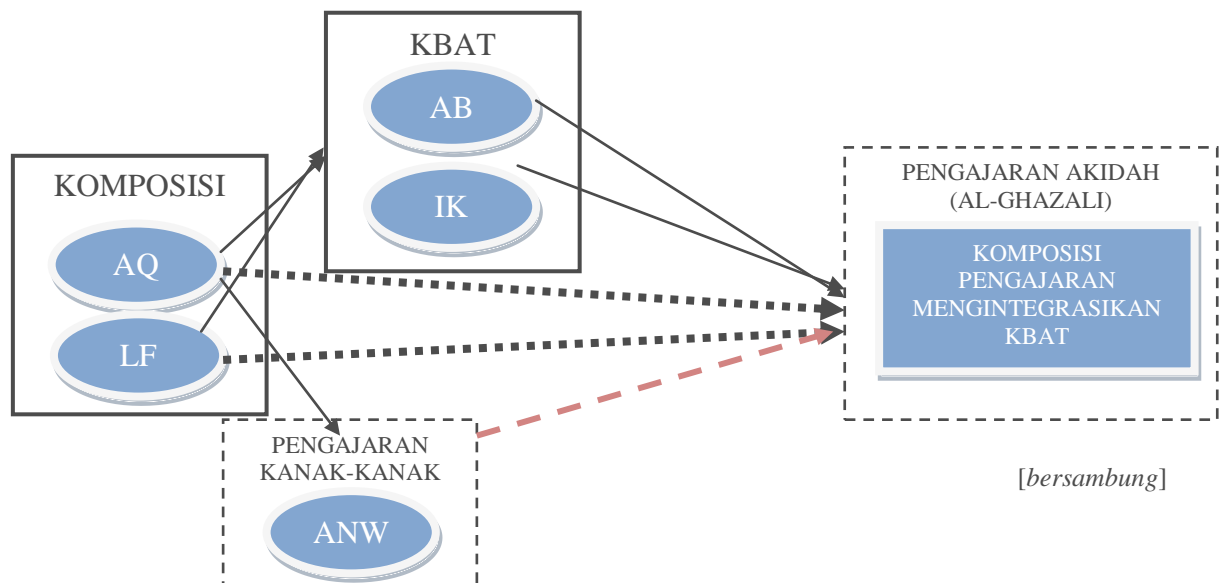 KBAT
AB
IK
KOMPOSISI
AQ
LF
PENGAJARAN
KANAK-KANAK
ANW
PENGAJARAN AKIDAH
(AL-GHAZALI)
KOMPOSISI
PENGAJARAN
MENGINTEGRASIKAN
KBAT
[bersambung]